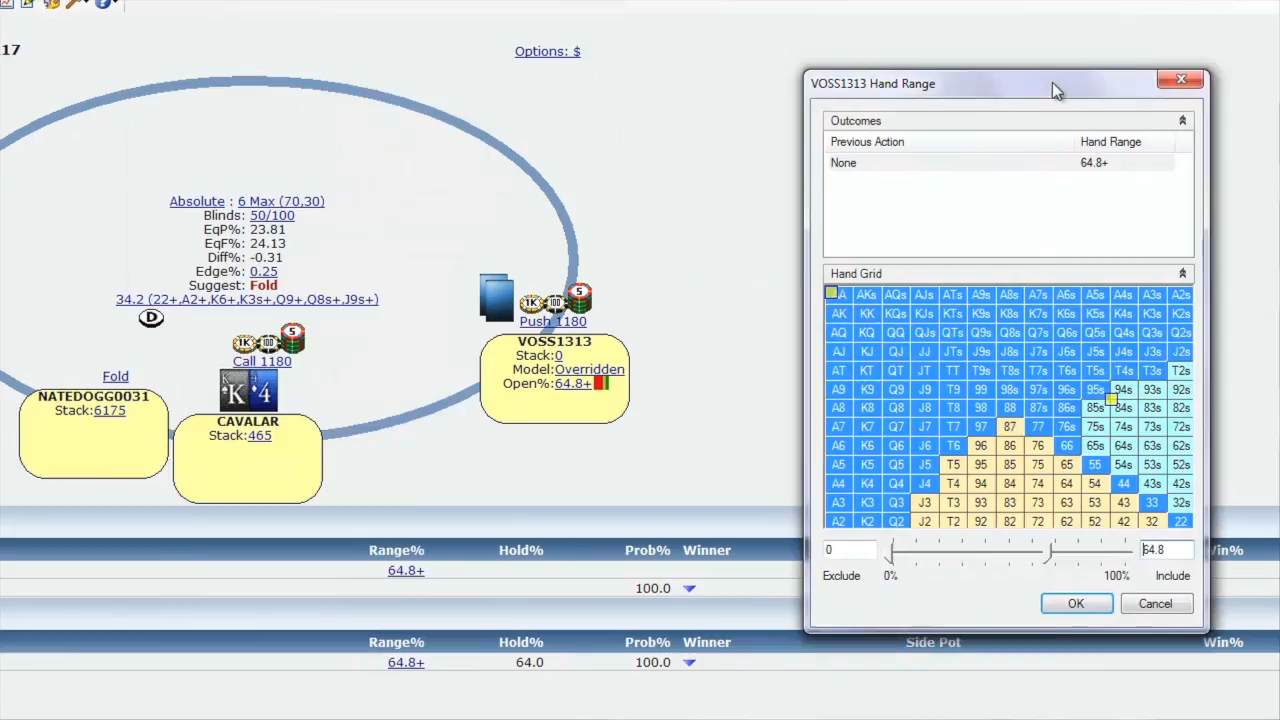 17
Options: $
Absolute : 6 Max (70,30)
Blinds: 50/100
EqP%: 23.81
EqF%: 24.13
Diff%: -0.31
Edge%: 0.25
Suggest: Fold
34.2 (22+,A2+,K6+,K3s+,Q9+,Q8s+,J9s+)
D
1K 100 5
Call 1180
K 4
1K 100 5
Push 1180
Fold
NATEDOGG0031
Stack:6175
CAVALAR
Stack:465
VOSS1313
Stack:0
Model:Overridden
Open%:64.8+
Range% Hold% Prob% Winner Win%
64.8+
100.0
Range% Hold% Prob% Winner Side Pot Win%
64.8+ 64.0 100.0
VOSS1313 Hand Range
Outcomes
Previous Action Hand Range
None 64.8+
Hand Grid
A AKs AQs AJs ATs A9s A8s A7s A6s A5s A4s A3s A2s
AK KK KQs KJs KTs K9s K8s K7s K6s K5s K4s K3s K2s
AQ KQ QQ QJs QTs Q9s Q8s Q7s Q6s Q5s Q4s Q3s Q2s
AJ KJ QJ JJ JTs J9s J8s J7s J6s J5s J4s J3s J2s
AT KT QT JT TT T9s T8s T7s T6s T5s T4s T3s T2s
A9 K9 Q9 J9 T9 99 98s 97s 96s 95s 94s 93s 92s
A8 K8 Q8 J8 T8 98 88 87s 86s 85s 84s 83s 82s
A7 K7 Q7 J7 T7 97 87 77 76s 75s 74s 73s 72s
A6 K6 Q6 J6 T6 96 86 76 66 65s 64s 63s 62s
A5 K5 Q5 J5 T5 95 85 75 65 55 54s 53s 52s
A4 K4 Q4 J4 T4 94 84 74 64 54 44 43s 42s
A3 K3 Q3 J3 T3 93 83 73 63 53 43 33 32s
A2 K2 Q2 J2 T2 92 82 72 62 52 42 32 22
0 64.8
Exclude 0% 100% Include
OK Cancel